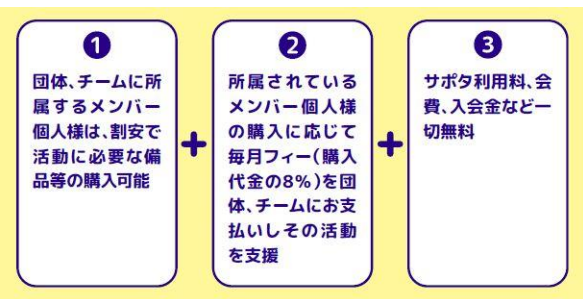 1
団体、チームに所
属するメンバー
個人様は、割安で
活動に必要な備
品等の購入可能
+
2
所属されている
メンバー個人様
の購入に応じて
毎月フィー(購入
代金の8%)を団
体、チームにお支
払いしその活動
を支援
+
3
サポタ利用料、会
費、入会金など一
切無料